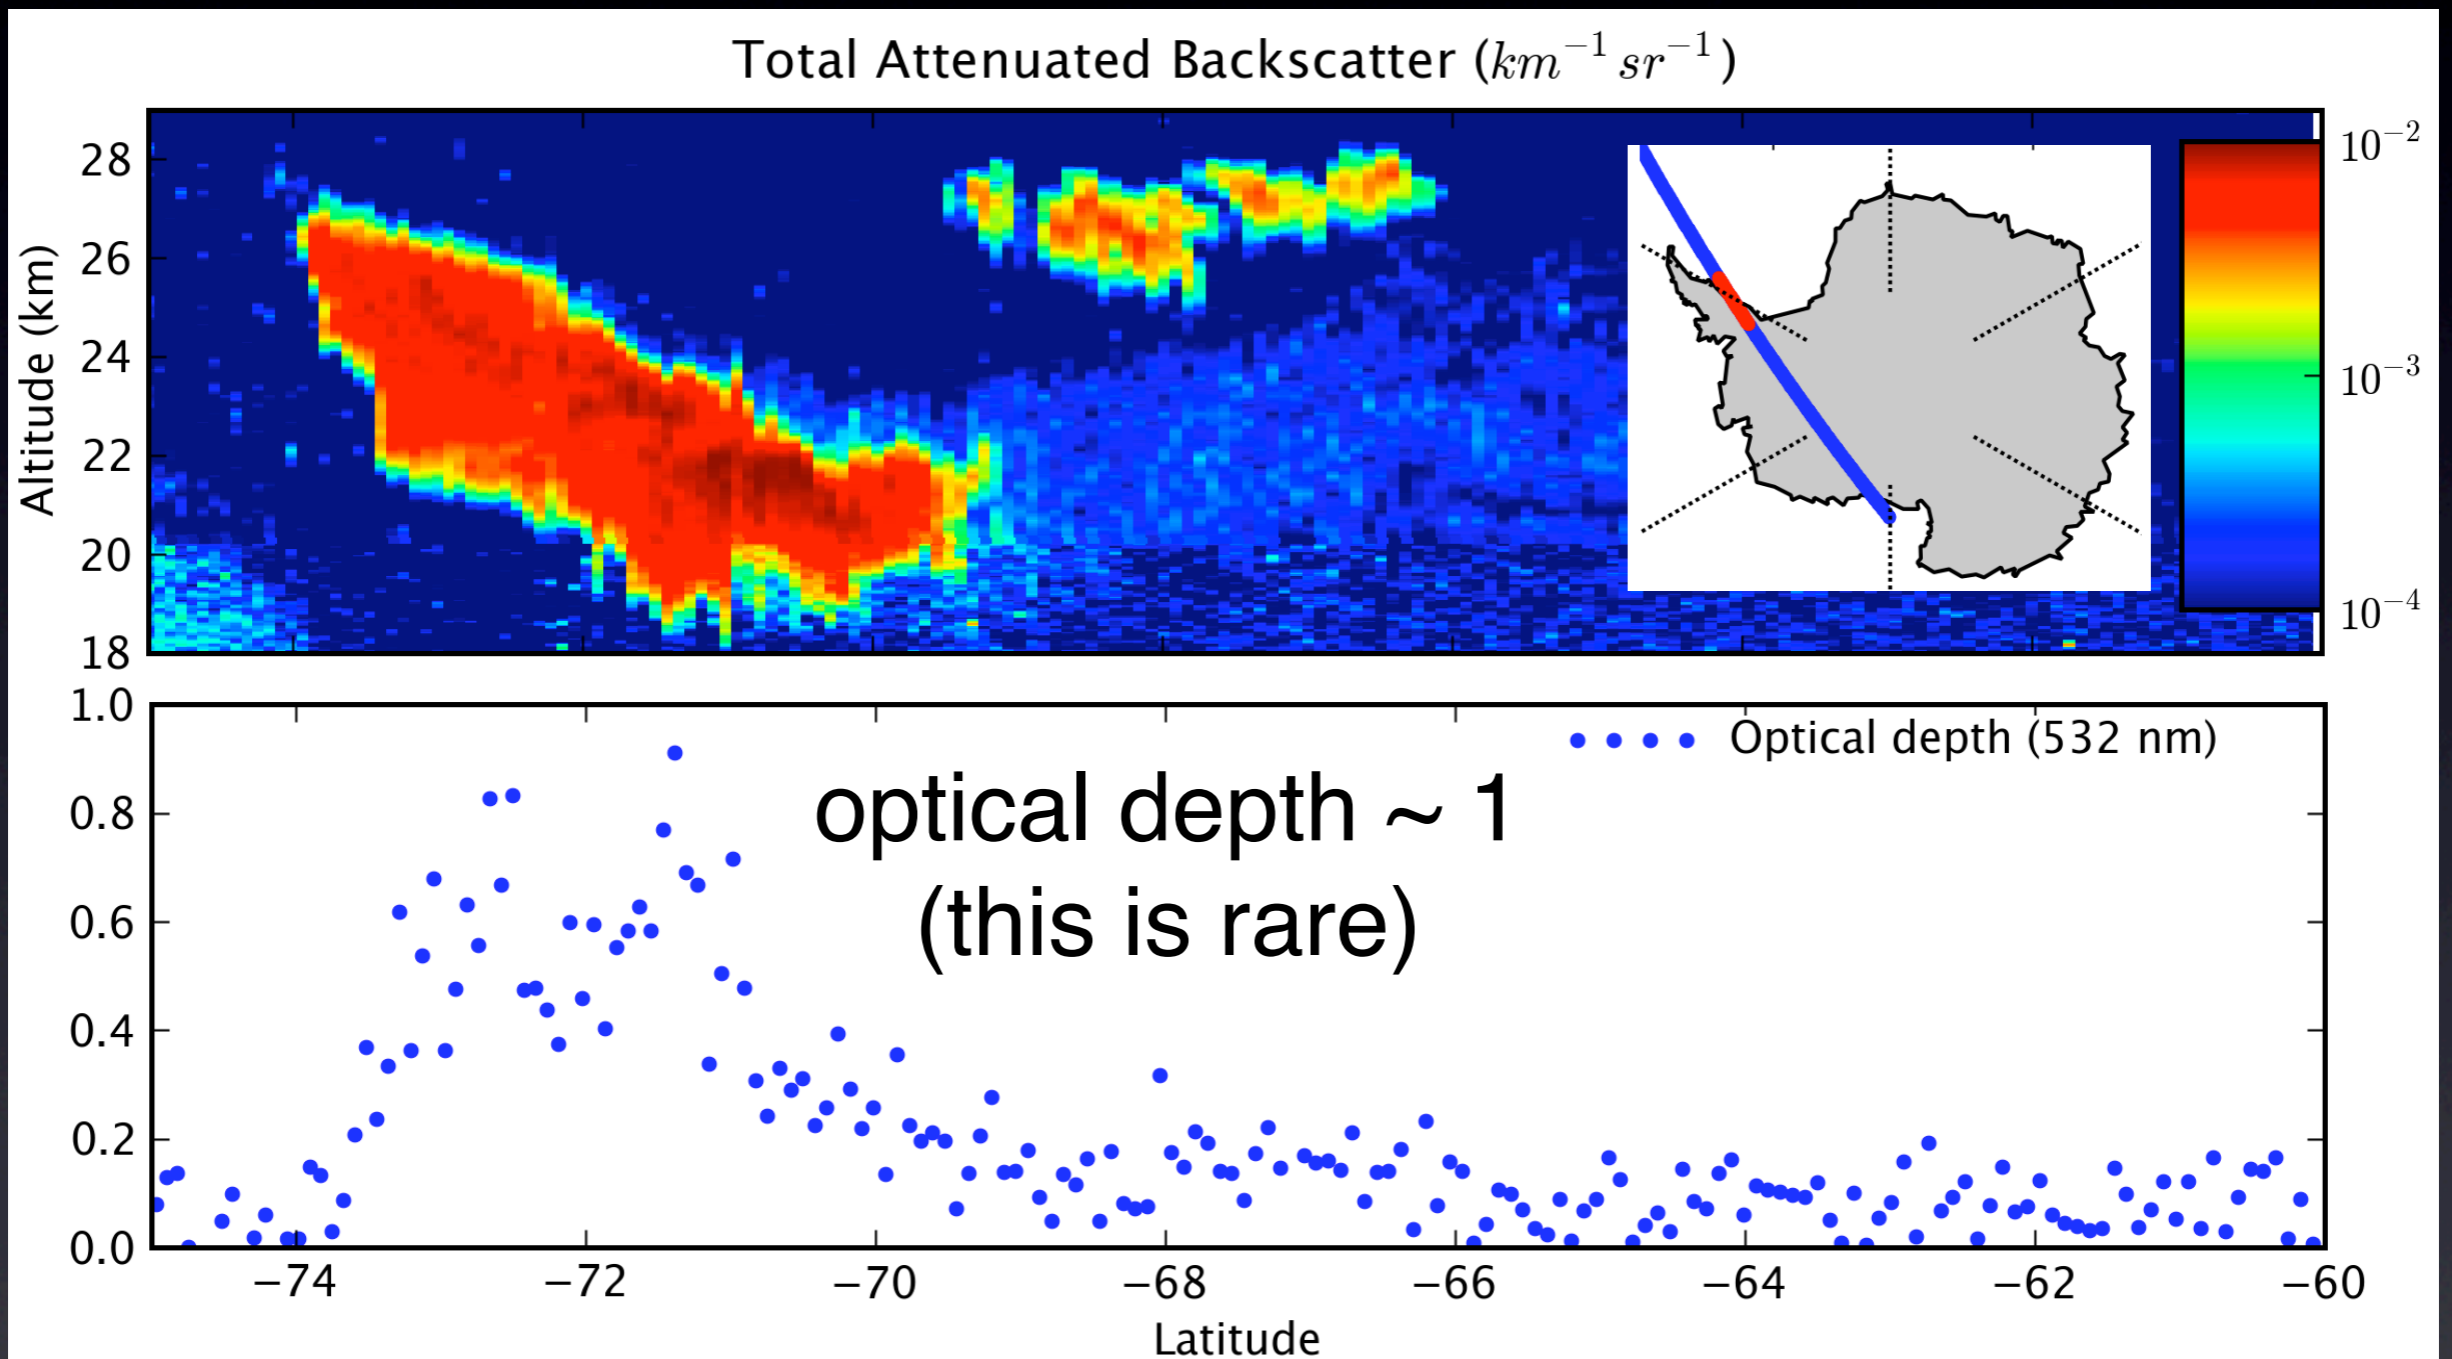 Total Attenuated Backscatter (km⁻¹ sr⁻¹)
Altitude (km)
28
26
24
22
20
18
10⁻²
10⁻³
10⁻⁴
1.0
0.8
0.6
0.4
0.2
0.0
Optical depth (532 nm)
optical depth ~ 1
(this is rare)
−74 −72 −70 −68 −66 −64 −62 −60
Latitude